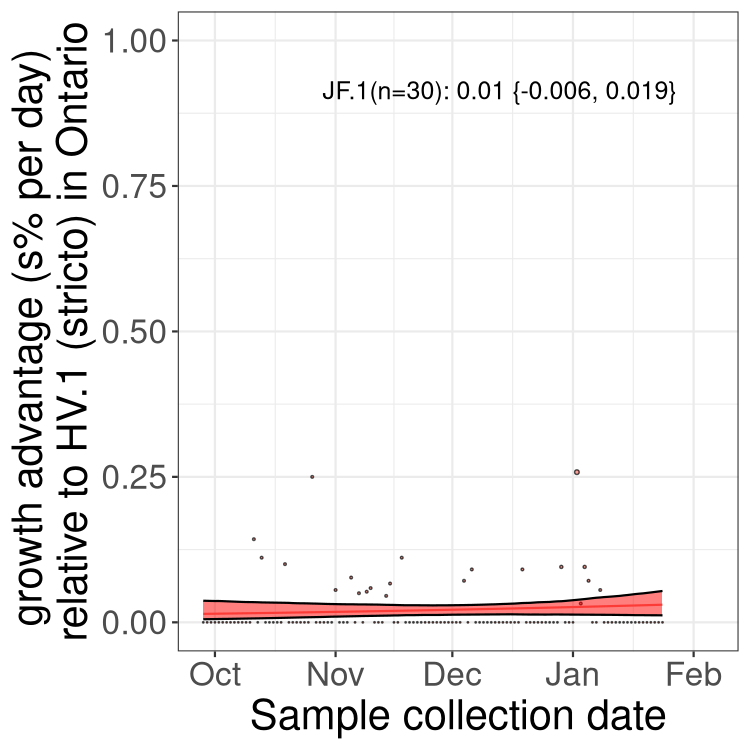 growth advantage (s% per day)
relative to HV.1 (stricto) in Ontario
1.00
0.75
0.50
0.25
0.00
JF.1(n=30): 0.01 {-0.006, 0.019}
Oct Nov Dec Jan Feb
Sample collection date